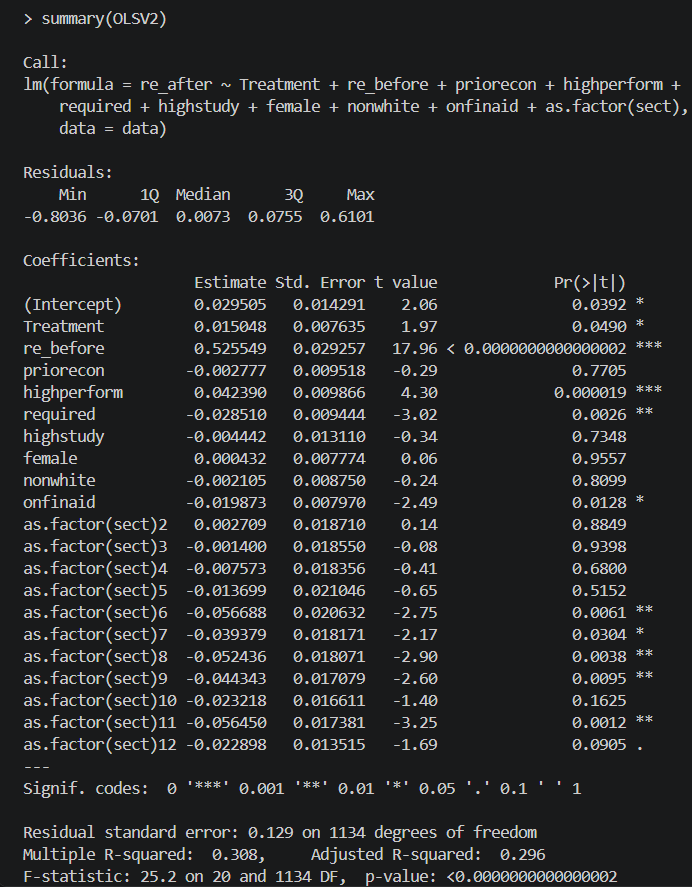 > summary(OLSV2)
Call:
lm(formula = re_after ~ Treatment + re_before + priorecon + highperform +
    required + highstudy + female + nonwhite + onfinaid + as.factor(sect),
    data = data)
Residuals:
    Min      1Q  Median      3Q     Max
-0.8036 -0.0701  0.0073  0.0755  0.6101
Coefficients:
                   Estimate Std. Error t value             Pr(>|t|)
(Intercept)        0.029505   0.014291    2.06               0.0392 *
Treatment          0.015048   0.007635    1.97               0.0490 *
re_before          0.525549   0.029257   17.96 < 0.0000000000000002 ***
priorecon         -0.002777   0.009518   -0.29               0.7705
highperform        0.042390   0.009866    4.30             0.000019 ***
required          -0.028510   0.009444   -3.02               0.0026 **
highstudy         -0.004442   0.013110   -0.34               0.7348
female             0.000432   0.007774    0.06               0.9557
nonwhite          -0.002105   0.008750   -0.24               0.8099
onfinaid          -0.019873   0.007970   -2.49               0.0128 *
as.factor(sect)2   0.002709   0.018710    0.14               0.8849
as.factor(sect)3  -0.001400   0.018550   -0.08               0.9398
as.factor(sect)4  -0.007573   0.018356   -0.41               0.6800
as.factor(sect)5  -0.013699   0.021046   -0.65               0.5152
as.factor(sect)6  -0.056688   0.020632   -2.75               0.0061 **
as.factor(sect)7  -0.039379   0.018171   -2.17               0.0304 *
as.factor(sect)8  -0.052436   0.018071   -2.90               0.0038 **
as.factor(sect)9  -0.044343   0.017079   -2.60               0.0095 **
as.factor(sect)10 -0.023218   0.016611   -1.40               0.1625
as.factor(sect)11 -0.056450   0.017381   -3.25               0.0012 **
as.factor(sect)12 -0.022898   0.013515   -1.69               0.0905 .
---
Signif. codes:  0 '***' 0.001 '**' 0.01 '*' 0.05 '.' 0.1 ' ' 1
Residual standard error: 0.129 on 1134 degrees of freedom
Multiple R-squared:  0.308,     Adjusted R-squared:  0.296
F-statistic: 25.2 on 20 and 1134 DF,  p-value: <0.0000000000000002